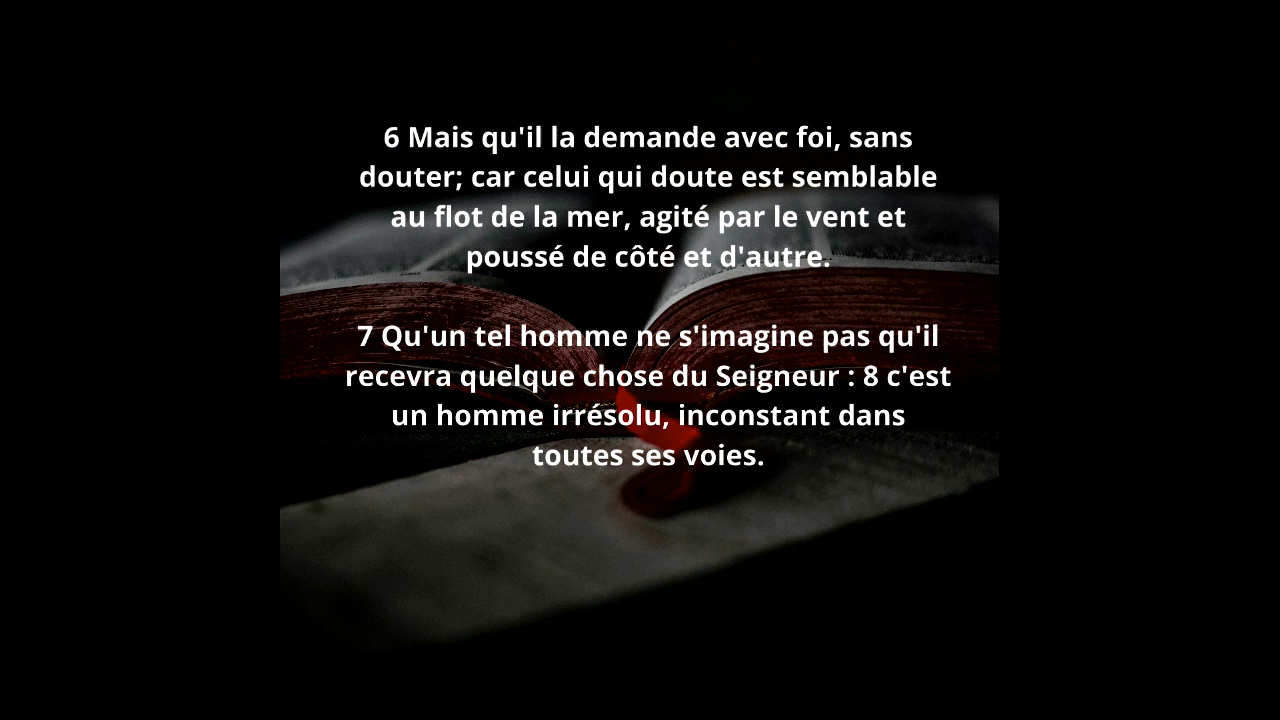 6 Mais qu'il la demande avec foi, sans
douter; car celui qui doute est semblable
au flot de la mer, agité par le vent et
poussé de côté et d'autre.
7 Qu'un tel homme ne s'imagine pas qu'il
recevra quelque chose du Seigneur : 8 c'est
un homme irrésolu, inconstant dans
toutes ses voies.